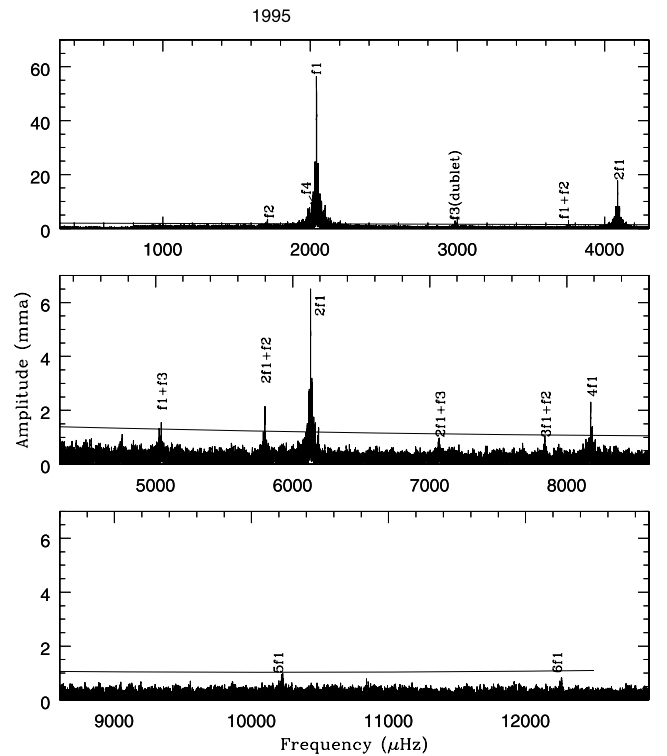 1995
60
40
20
0
f2
f4
f1
f3(dublet)
f1+f2
2f1
1000 2000 3000 4000
Amplitude (mma)
6
4
2
0
f1+f3
2f1+f2
2f1
2f1+f3
3f1+f2
4f1
5000 6000 7000 8000
6
4
2
0
5f1
6f1
9000 10000 11000 12000
Frequency (μHz)